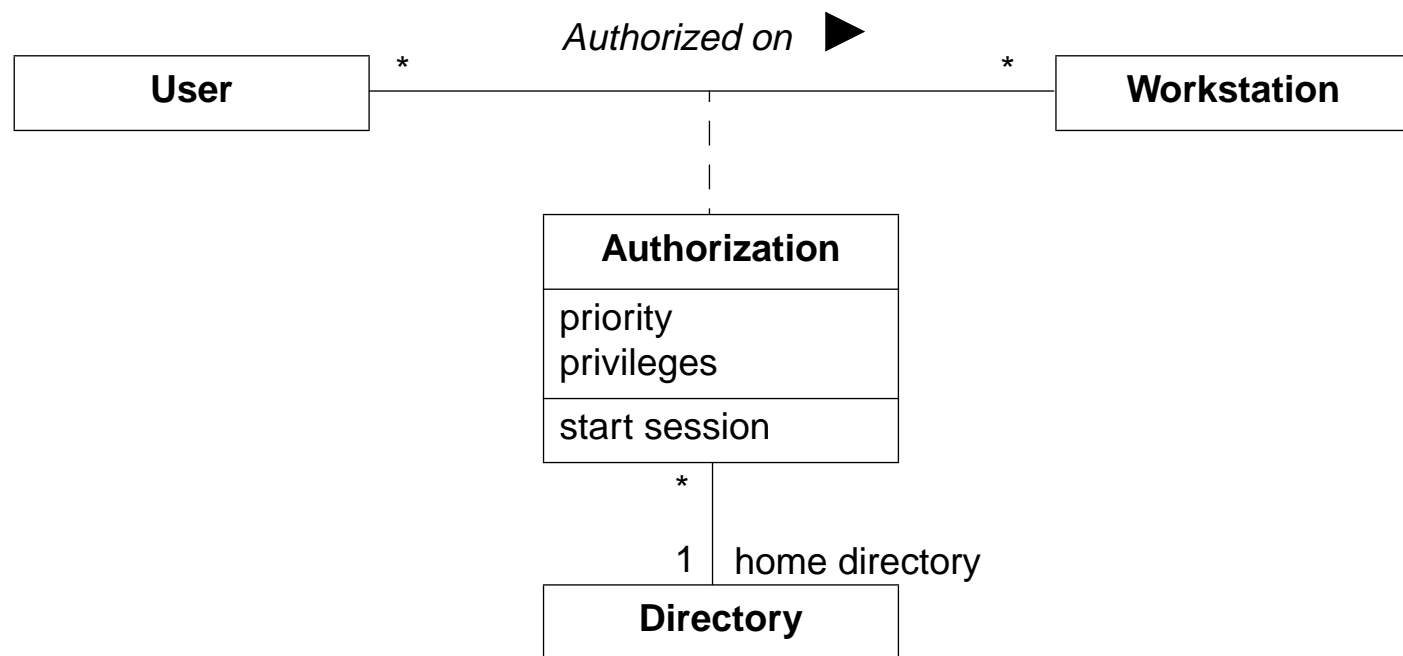 Authorized on
* *
User Workstation
Authorization
priority
privileges
start session
*
1 home directory
Directory